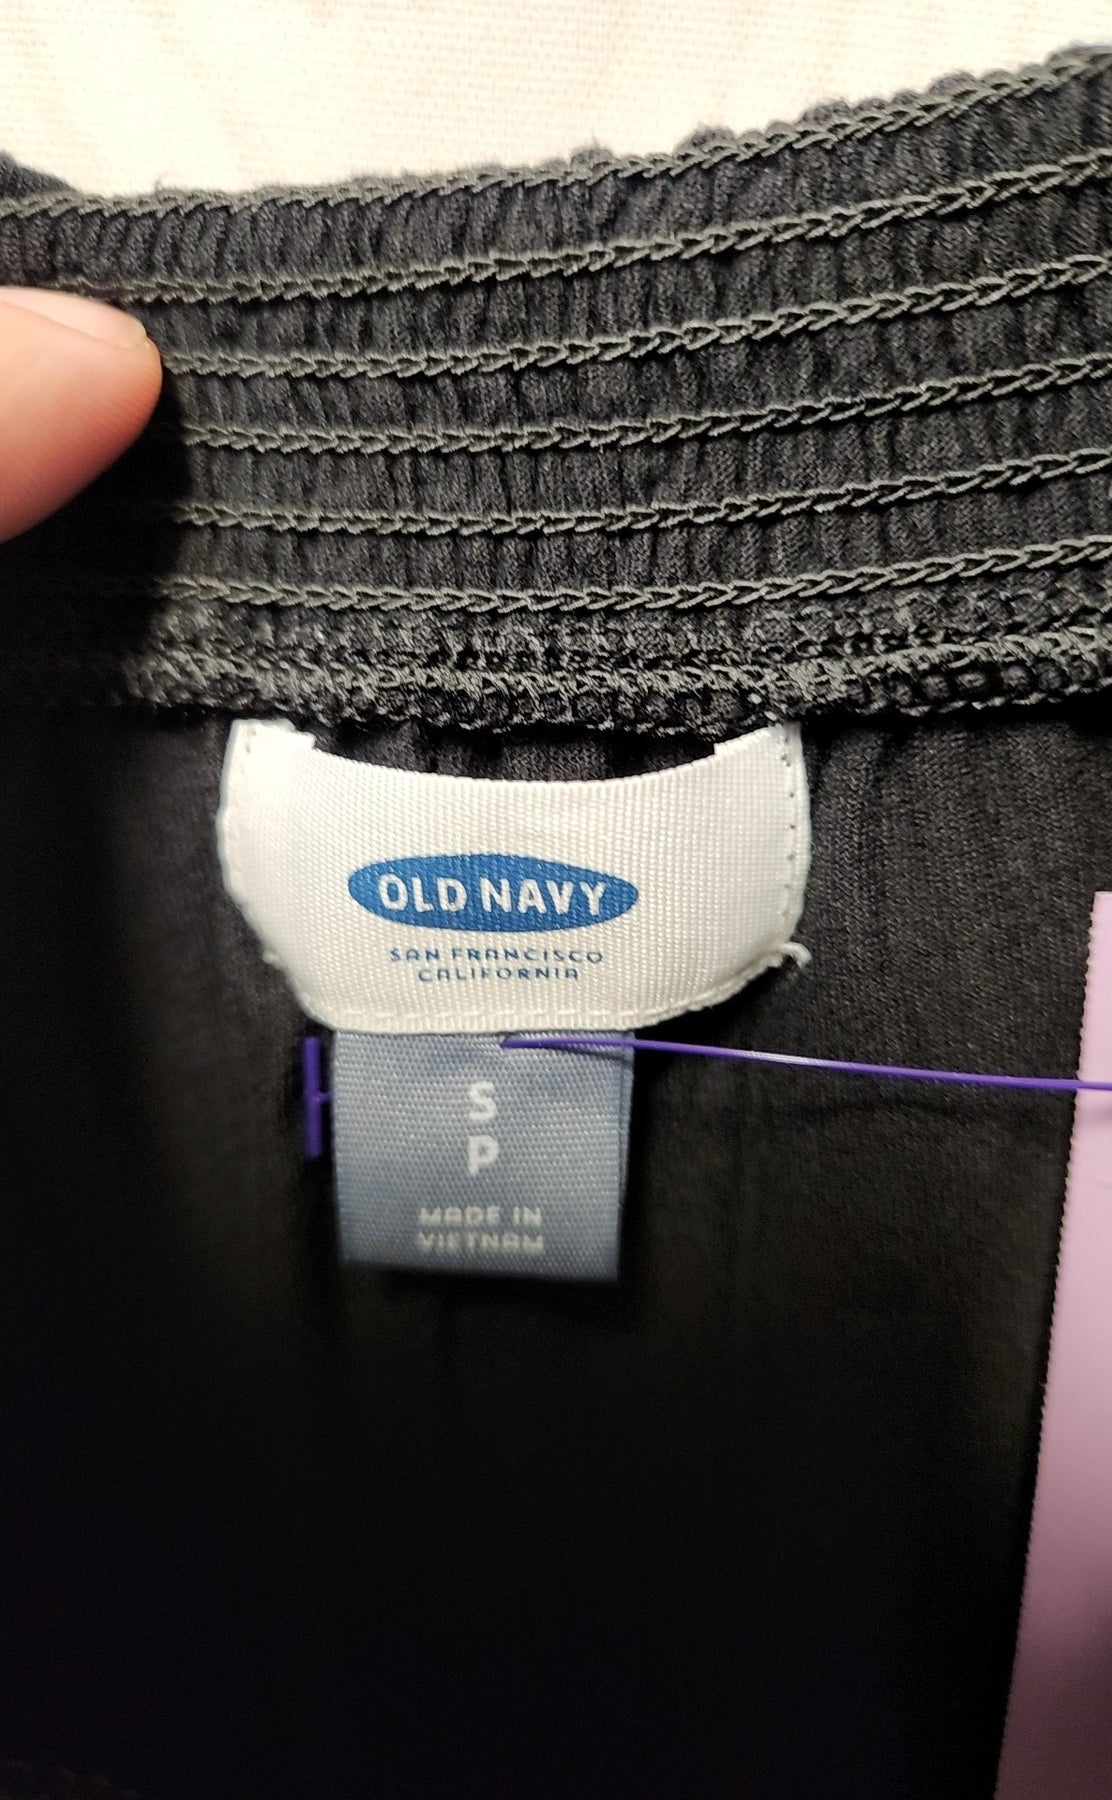 OLD NAVY
SAN FRANCISCO
CALIFORNIA
S
P
MADE IN
VIETNAM